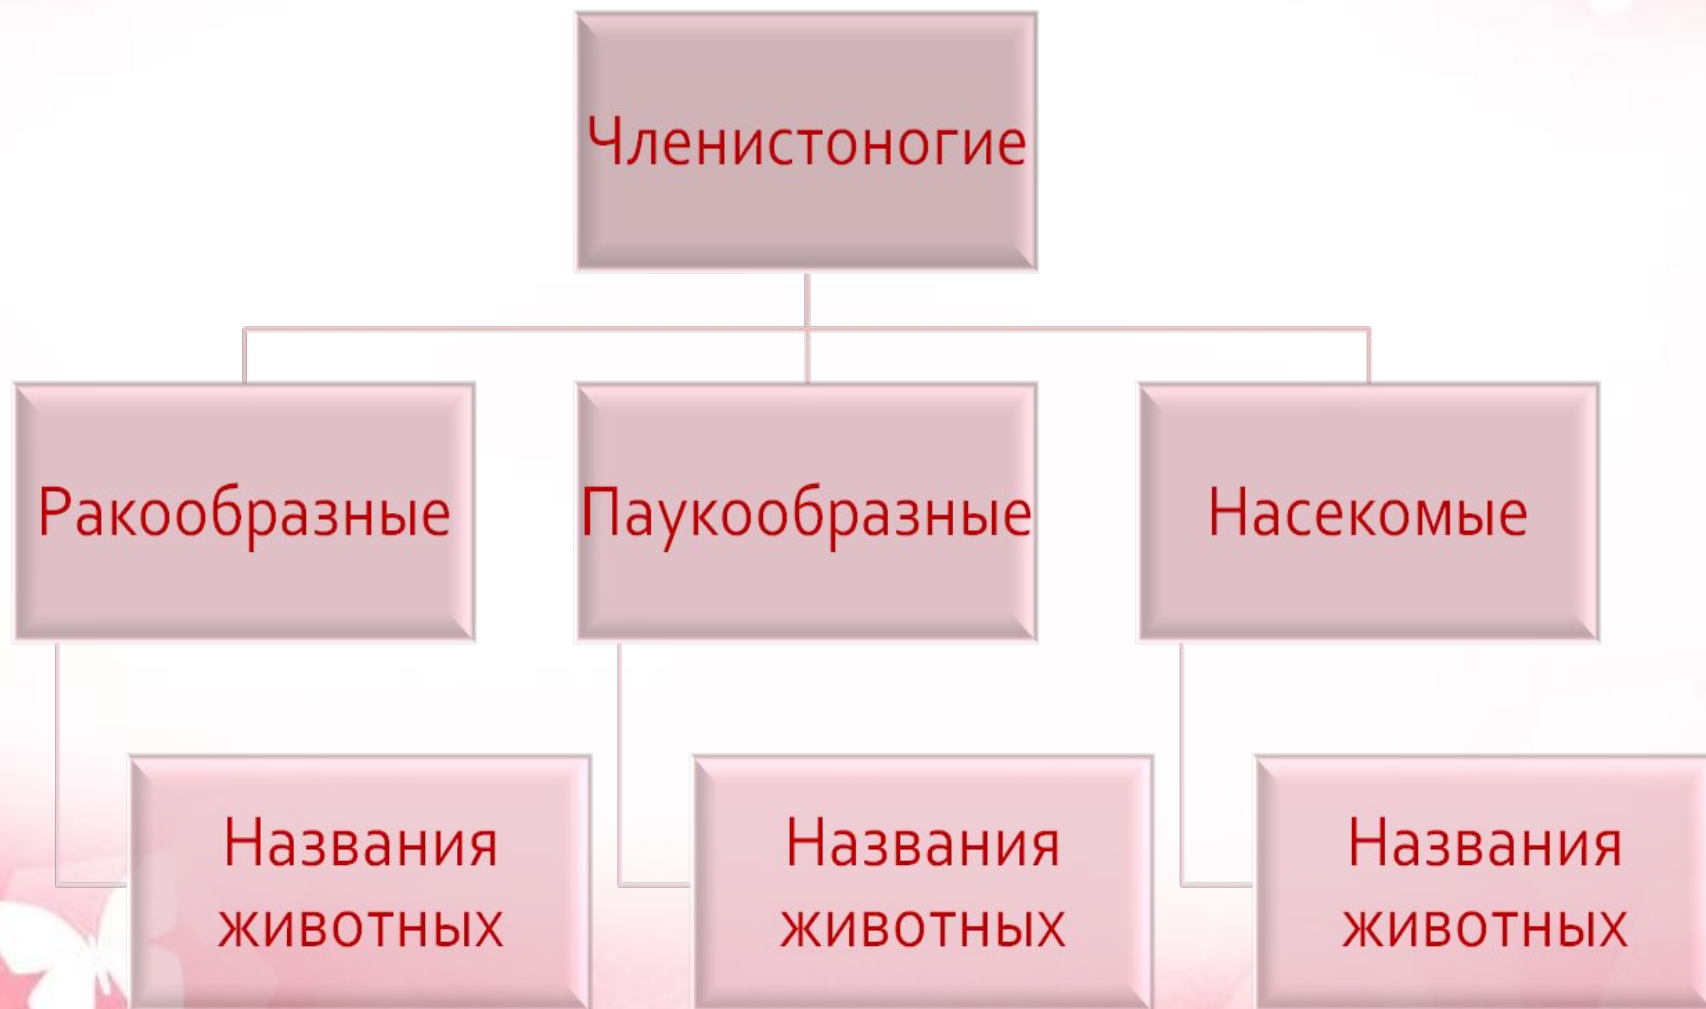 Членистоногие
Ракообразные
Паукообразные
Насекомые
Названия
животных
Названия
животных
Названия
животных